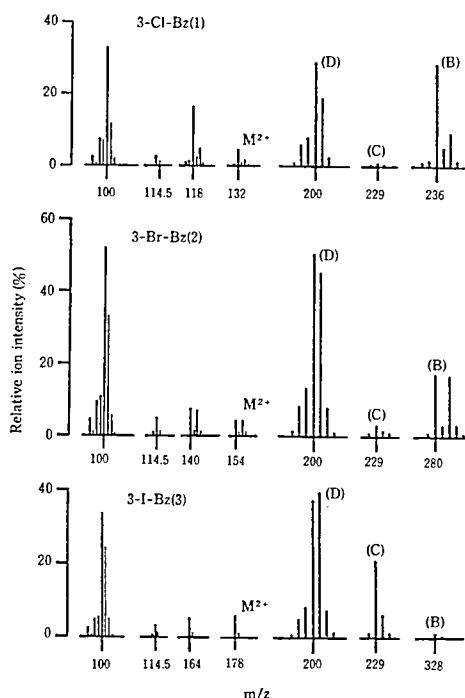 3-Cl-Bz(1)
40
20
0
(D)
(B)
M²⁺
(C)
100 114.5 118 132 200 229 236
3-Br-Bz(2)
60
40
20
0
(D)
(B)
M²⁺
(C)
100 114.5 140 154 200 229 280
3-I-Bz(3)
40
20
0
(D)
(C)
M²⁺
(B)
100 114.5 164 178 200 229 328
Relative ion intensity (%)
m/z